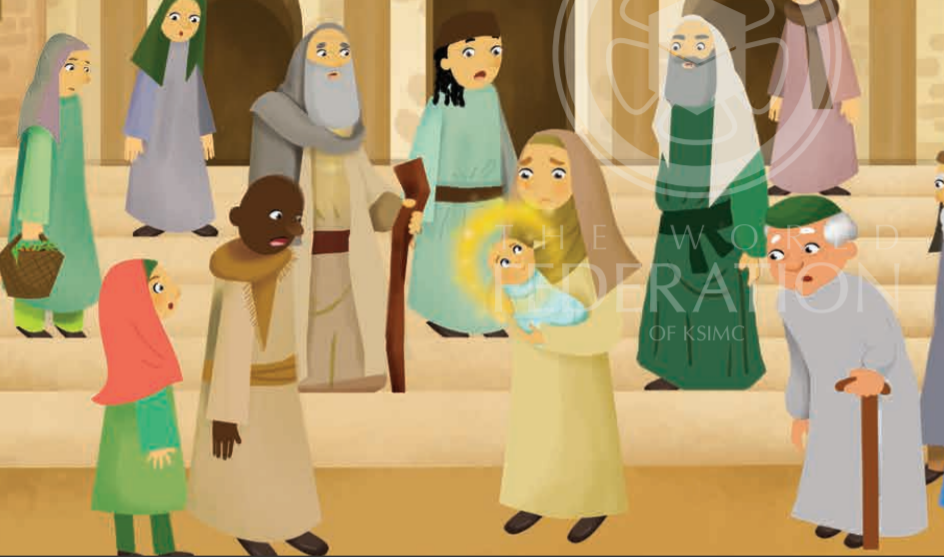 THE WORLD
FEDERATION
OF KSIMC